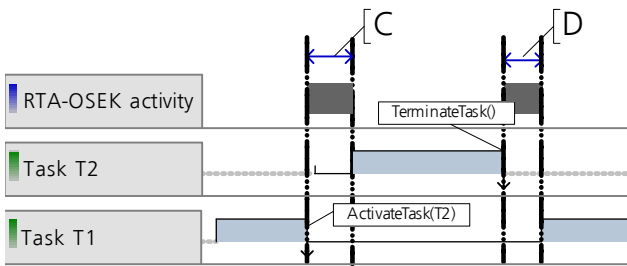 C
D
RTA-OSEK activity
TerminateTask()
Task T2
ActivateTask(T2)
Task T1